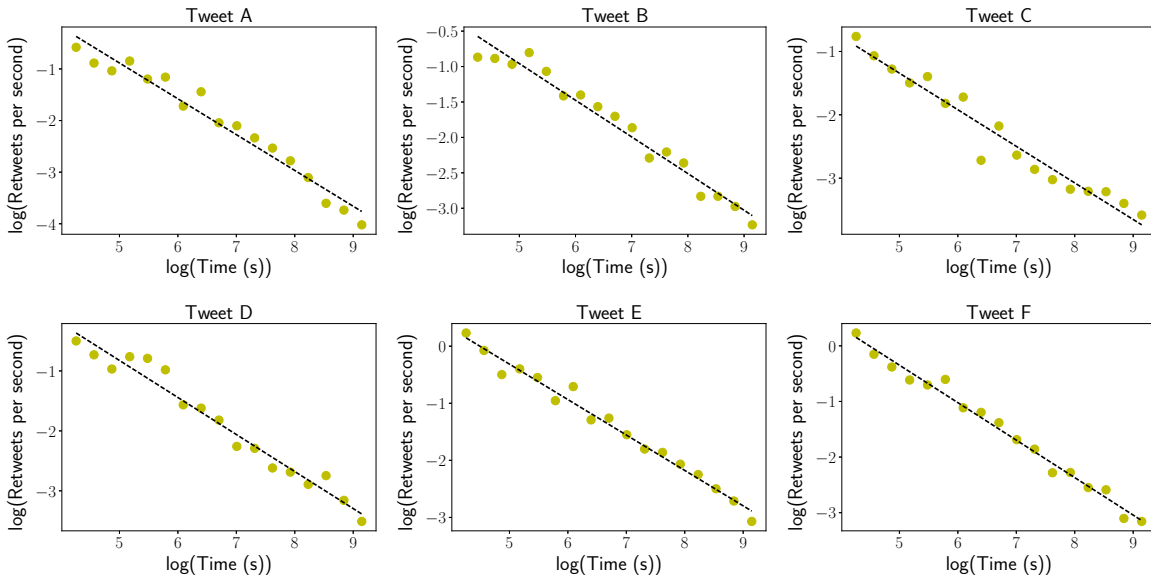 Tweet A
log(Retweets per second)
−1
−2
−3
−4
5 6 7 8 9
log(Time (s))
Tweet B
log(Retweets per second)
−0.5
−1.0
−1.5
−2.0
−2.5
−3.0
5 6 7 8 9
log(Time (s))
Tweet C
log(Retweets per second)
−1
−2
−3
5 6 7 8 9
log(Time (s))
Tweet D
log(Retweets per second)
−1
−2
−3
5 6 7 8 9
log(Time (s))
Tweet E
log(Retweets per second)
0
−1
−2
−3
5 6 7 8 9
log(Time (s))
Tweet F
log(Retweets per second)
0
−1
−2
−3
5 6 7 8 9
log(Time (s))